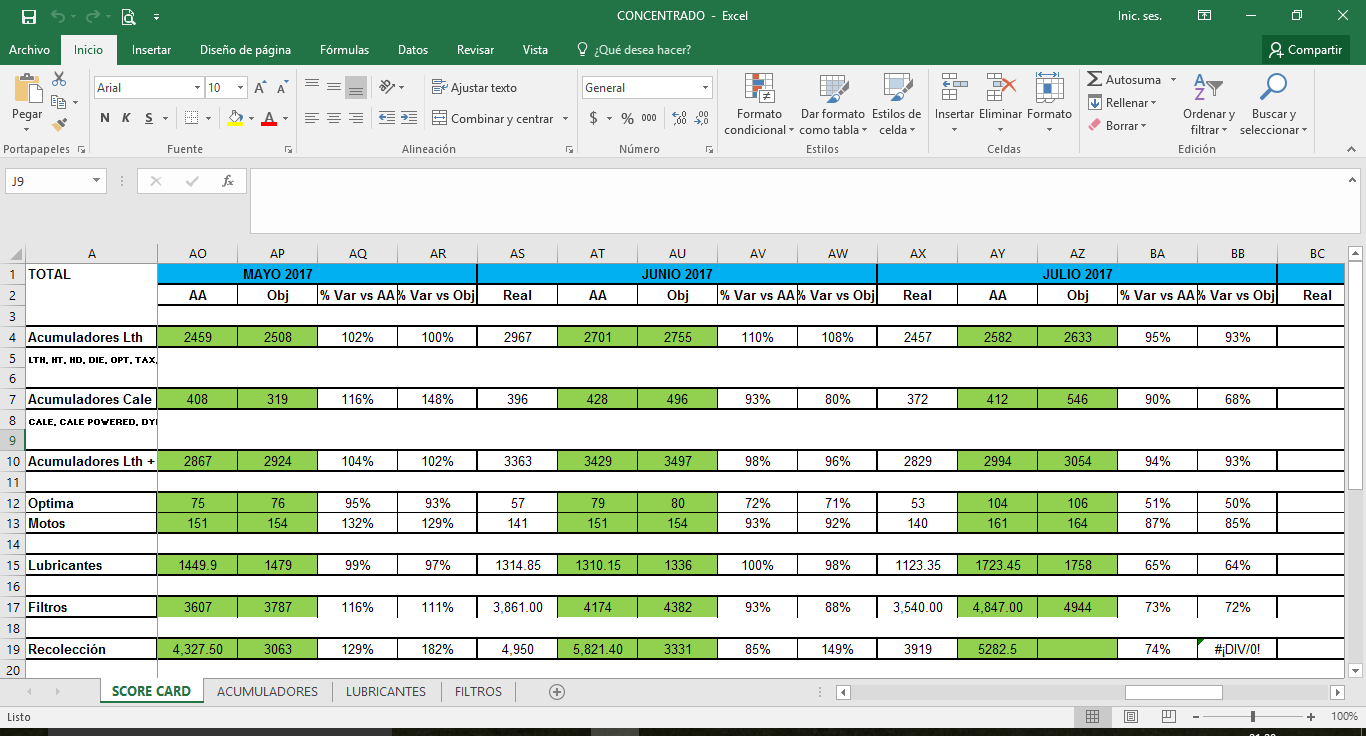 CONCENTRADO - Excel
Inic. ses.
Archivo Inicio Insertar Diseño de página Fórmulas Datos Revisar Vista ¿Qué desea hacer? Compartir
Pegar
Arial 10 A A
N K S A
Ajustar texto
Combinar y centrar
General
$ % 000
Formato condicional
Dar formato como tabla
Estilos de celda
Insertar Eliminar Formato
Autosuma
Rellenar
Borrar
Ordenar y filtrar
Buscar y seleccionar
Portapapeles Fuente Alineación Número Estilos Celdas Edición
J9 fx
A AO AP AQ AR AS AT AU AV AW AX AY AZ BA BB BC
1 TOTAL MAYO 2017 JUNIO 2017 JULIO 2017
2 AA Obj % Var vs AA % Var vs Obj Real AA Obj % Var vs AA % Var vs Obj Real AA Obj % Var vs AA % Var vs Obj Real
3
4 Acumuladores Lth 2459 2508 102% 100% 2967 2701 2755 110% 108% 2457 2582 2633 95% 93%
5 LTH, HT, HD, DIE, OPT, TAX,
6
7 Acumuladores Cale 408 319 116% 148% 396 428 496 93% 80% 372 412 546 90% 68%
8 CALE, CALE POWERED, DY
9
10 Acumuladores Lth + 2867 2924 104% 102% 3363 3429 3497 98% 96% 2829 2994 3054 94% 93%
11
12 Optima 75 76 95% 93% 57 79 80 72% 71% 53 104 106 51% 50%
13 Motos 151 154 132% 129% 141 151 154 93% 92% 140 161 164 87% 85%
14
15 Lubricantes 1449.9 1479 99% 97% 1314.85 1310.15 1336 100% 98% 1123.35 1723.45 1758 65% 64%
16
17 Filtros 3607 3787 116% 111% 3,861.00 4174 4382 93% 88% 3,540.00 4,847.00 4944 73% 72%
18
19 Recolección 4,327.50 3063 129% 182% 4,950 5,821.40 3331 85% 149% 3919 5282.5 74% #¡DIV/0!
20
SCORE CARD ACUMULADORES LUBRICANTES FILTROS
Listo 100%